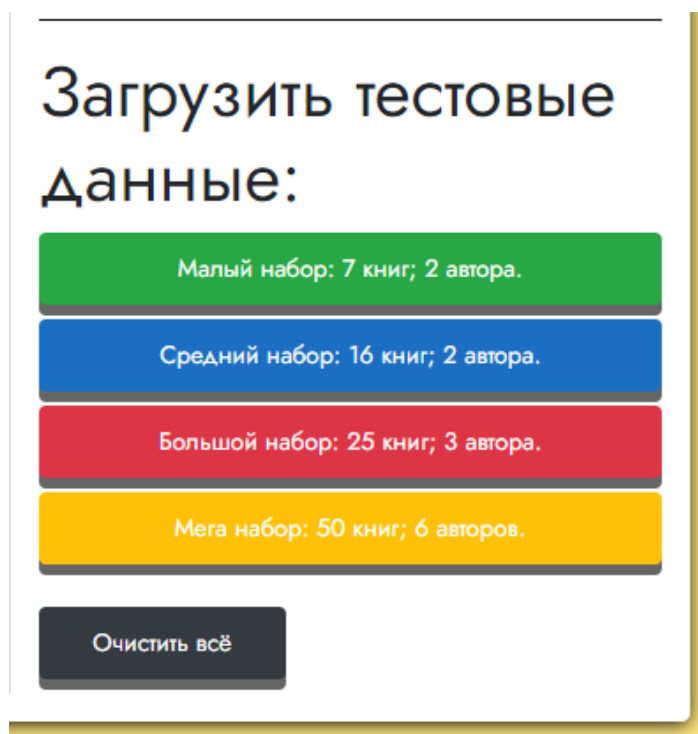 Загрузить тестовые
данные:
Малый набор: 7 книг; 2 автора.
Средний набор: 16 книг; 2 автора.
Большой набор: 25 книг; 3 автора.
Мега набор: 50 книг; 6 авторов.
Очистить всё